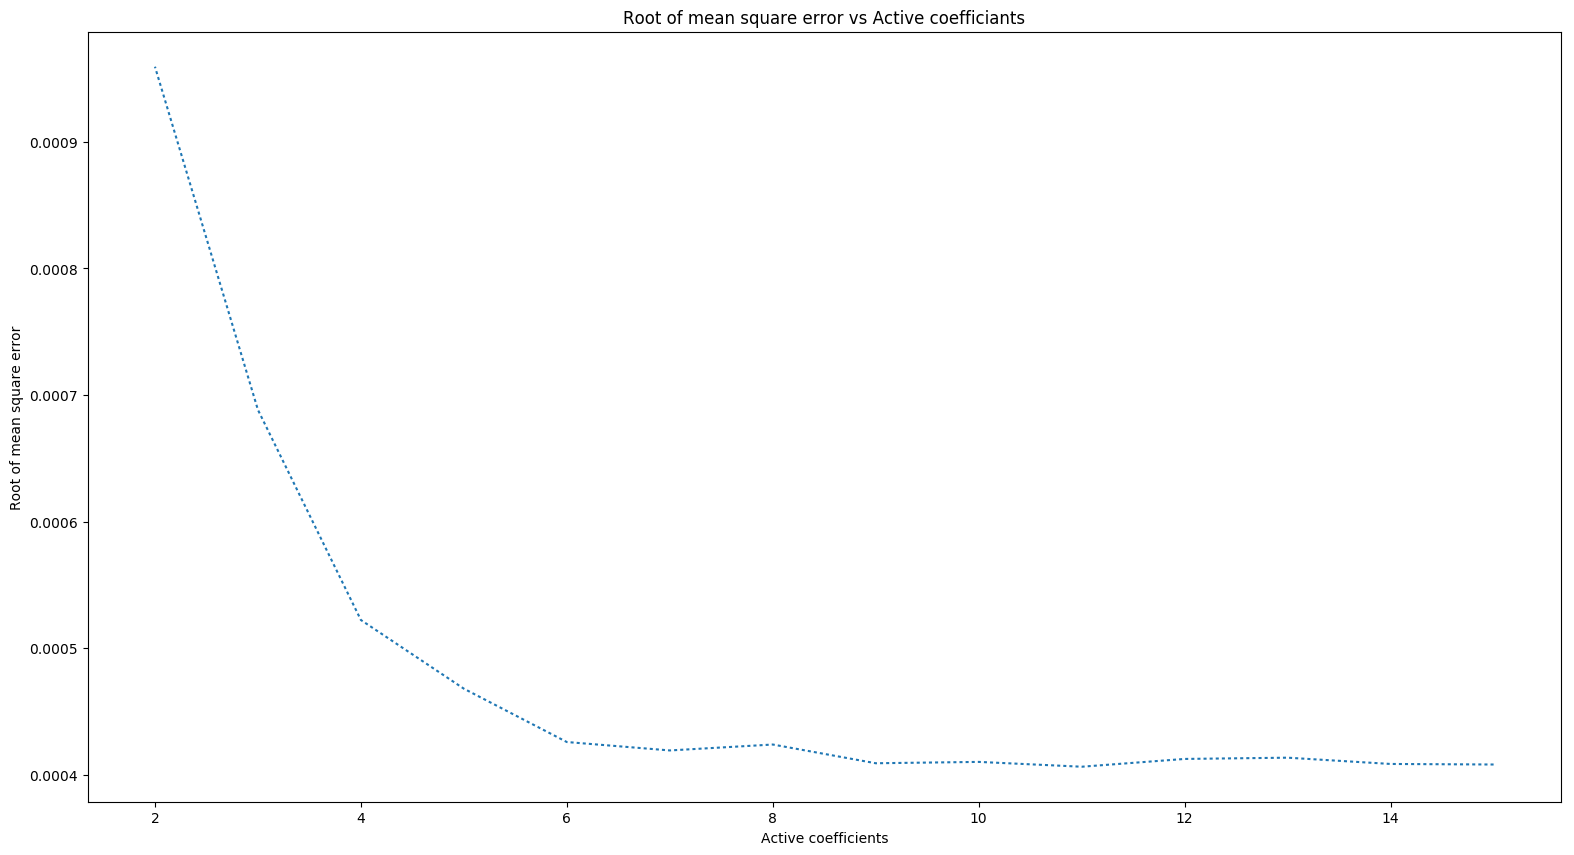 Root of mean square error vs Active coefficiants
Root of mean square error
0.0009
0.0008
0.0007
0.0006
0.0005
0.0004
2 4 6 8 10 12 14
Active coefficients